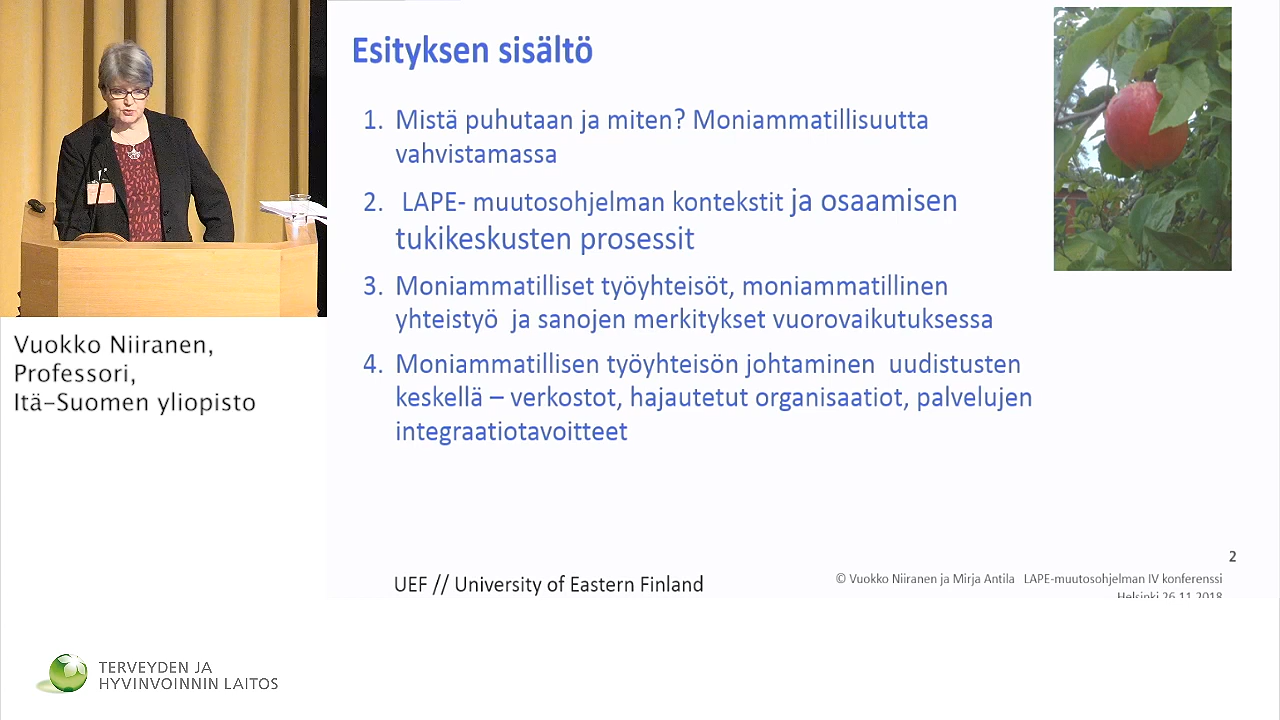 Esityksen sisältö
1. Mistä puhutaan ja miten? Moniammatillisuutta
vahvistamassa
2. LAPE- muutosohjelman kontekstit ja osaamisen
tukikeskusten prosessit
3. Moniammatilliset työyhteisöt, moniammatillinen
yhteistyö ja sanojen merkitykset vuorovaikutuksessa
4. Moniammatillisen työyhteisön johtaminen uudistusten
keskellä – verkostot, hajautetut organisaatiot, palvelujen
integraatiotavoitteet
Vuokko Niiranen,
Professori,
Itä-Suomen yliopisto
2
UEF // University of Eastern Finland
© Vuokko Niiranen ja Mirja Antila LAPE-muutosohjelman IV konferenssi
Helsinki 26.11.2018
TERVEYDEN JA
HYVINVOINNIN LAITOS